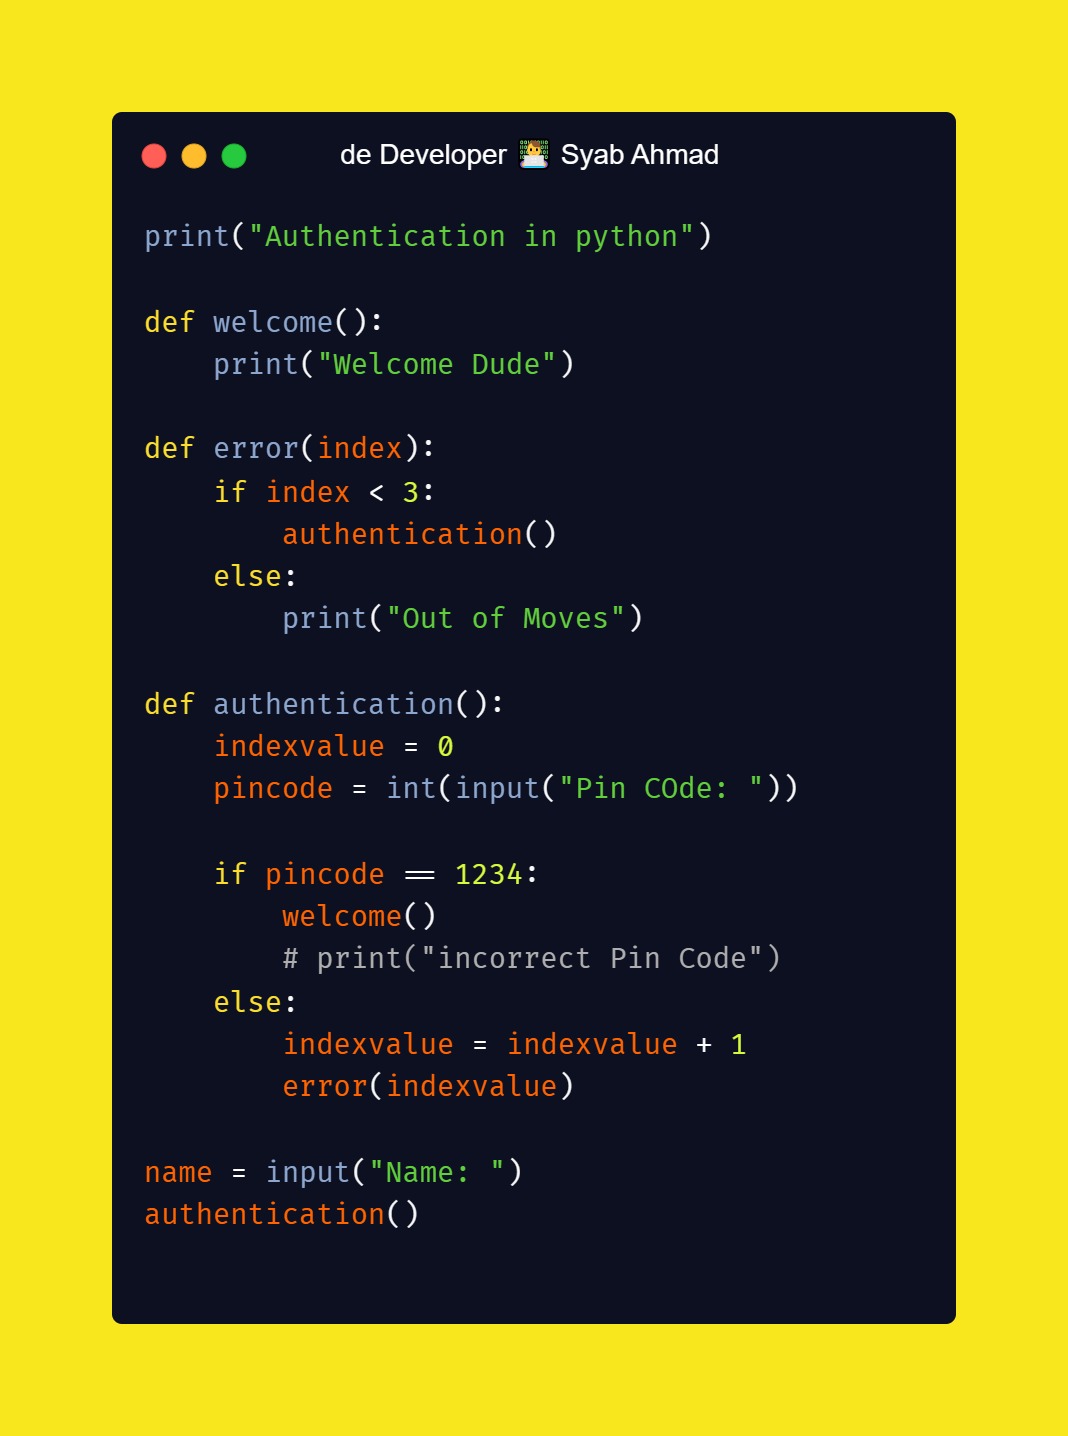 de Developer 👨‍💻 Syab Ahmad
print("Authentication in python")
def welcome():
    print("Welcome Dude")
def error(index):
    if index < 3:
        authentication()
    else:
        print("Out of Moves")
def authentication():
    indexvalue = 0
    pincode = int(input("Pin COde: "))
    if pincode == 1234:
        welcome()
        # print("incorrect Pin Code")
    else:
        indexvalue = indexvalue + 1
        error(indexvalue)
name = input("Name: ")
authentication()